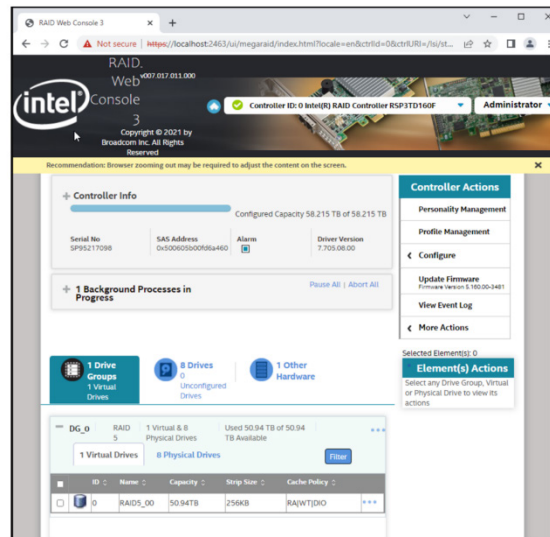 RAID Web Console 3
Not secure | https://localhost:2463/ui/megaraid/index.html?locale=en&ctrlId=0&ctrlURI=/lsi/st...
RAID
Web
Console
3
v007.017.011.000
intel
Copyright © 2021 by
Broadcom Inc. All Rights
Reserved
Controller ID: 0 Intel(R) RAID Controller RSP3TD160F
Administrator
Recommendation: Browser zooming out may be required to adjust the content on the screen.
Controller Info
Configured Capacity 58.215 TB of 58.215 TB
Serial No SAS Address Alarm Driver Version
SP95217098 0x500605b00fd6a460 7.705.08.00
1 Background Processes in
Progress
Pause All | Abort All
Controller Actions
Personality Management
Profile Management
Configure
Update Firmware
Firmware Version 5.160.00-3481
View Event Log
More Actions
Selected Element(s): 0
Element(s) Actions
Select any Drive Group, Virtual
or Physical Drive to view its
actions
1 Drive
Groups
1 Virtual
Drives
8 Drives
0
Unconfigured
Drives
1 Other
Hardware
DG_0
RAID
5
1 Virtual & 8
Physical Drives
Used 50.94 TB of 50.94
TB Available
1 Virtual Drives 8 Physical Drives
Filter
ID Name Capacity Strip Size Cache Policy
0 RAID5_00 50.94TB 256KB RA|WT|DIO